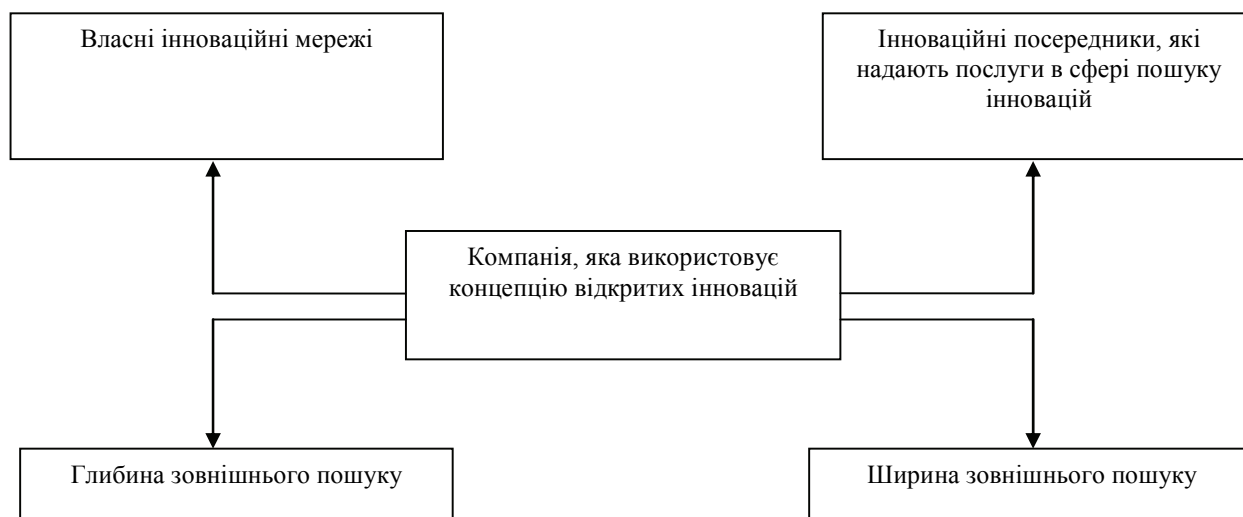 Власні інноваційні мережі
Інноваційні посередники, які
надають послуги в сфері пошуку
інновацій
Компанія, яка використовує
концепцію відкритих інновацій
Глибина зовнішнього пошуку
Ширина зовнішнього пошуку